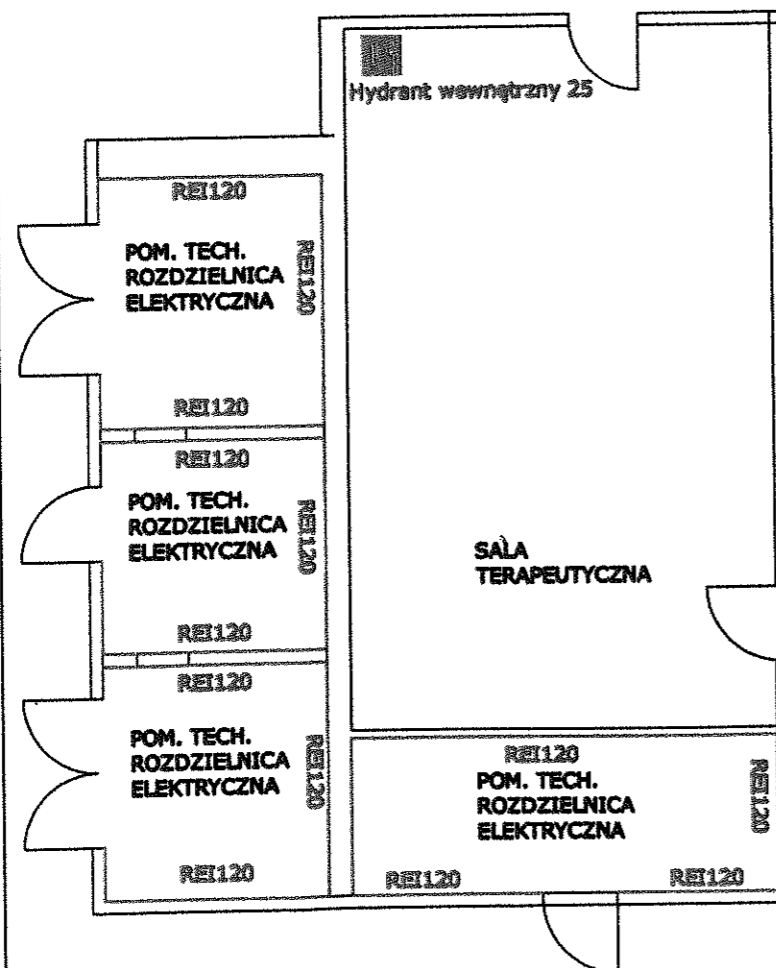 Hydrant wewnętrzny 25
REI120
POM. TECH.
ROZDZIELNICA
ELEKTRYCZNA
REI120
REI120
REI120
POM. TECH.
ROZDZIELNICA
ELEKTRYCZNA
REI120
REI120
SALA
TERAPEUTYCZNA
REI120
POM. TECH.
ROZDZIELNICA
ELEKTRYCZNA
REI120
REI120
REI120
POM. TECH.
ROZDZIELNICA
ELEKTRYCZNA
REI120
REI120
REI120